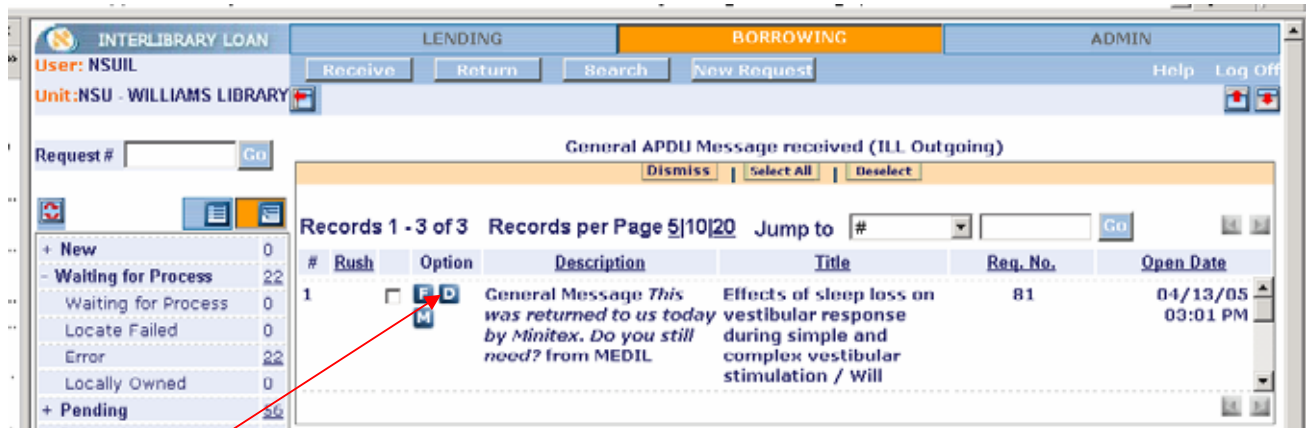 INTERLIBRARY LOAN LENDING BORROWING ADMIN
User: NSUIL Receive Return Search New Request Help Log Off
Unit:NSU - WILLIAMS LIBRARY
Request # Go
General APDU Message received (ILL Outgoing)
Dismiss | Select All | Deselect
Records 1 - 3 of 3 Records per Page 5|10|20 Jump to # Go
+ New 0
# Rush Option Description Title Req. No. Open Date
- Waiting for Process 22
Waiting for Process 0
Locate Failed 0
Error 22
Locally Owned 0
+ Pending 56
1 E D General Message This Effects of sleep loss on 81 04/13/05
M was returned to us today vestibular response 03:01 PM
by Minitex. Do you still during simple and
need? from MEDIL complex vestibular
stimulation / Will